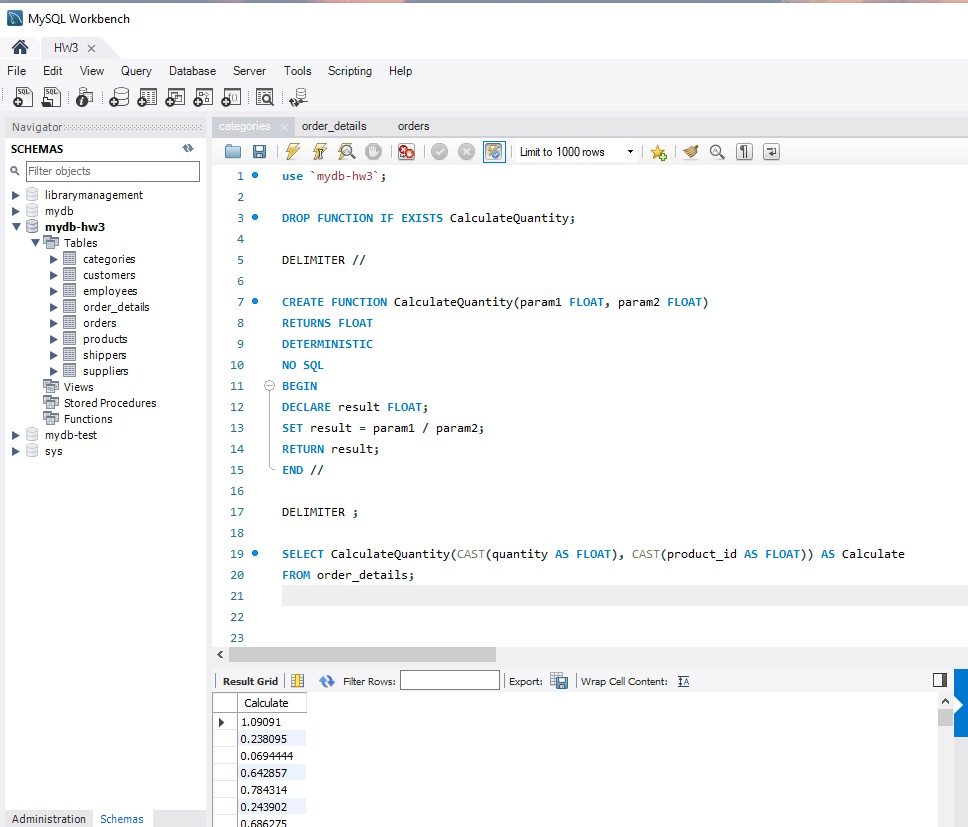 MySQL Workbench
HW3
File Edit View Query Database Server Tools Scripting Help
Navigator
SCHEMAS
Filter objects
librarymanagement
mydb
mydb-hw3
Tables
categories
customers
employees
order_details
orders
products
shippers
suppliers
Views
Stored Procedures
Functions
mydb-test
sys
Administration Schemas
categories order_details orders
Limit to 1000 rows
1 use `mydb-hw3`;
2
3 DROP FUNCTION IF EXISTS CalculateQuantity;
4
5 DELIMITER //
6
7 CREATE FUNCTION CalculateQuantity(param1 FLOAT, param2 FLOAT)
8 RETURNS FLOAT
9 DETERMINISTIC
10 NO SQL
11 BEGIN
12 DECLARE result FLOAT;
13 SET result = param1 / param2;
14 RETURN result;
15 END //
16
17 DELIMITER ;
18
19 SELECT CalculateQuantity(CAST(quantity AS FLOAT), CAST(product_id AS FLOAT)) AS Calculate
20 FROM order_details;
21
22
23
Result Grid Filter Rows: Export: Wrap Cell Content:
Calculate
1.09091
0.238095
0.0694444
0.642857
0.784314
0.243902
0.686275